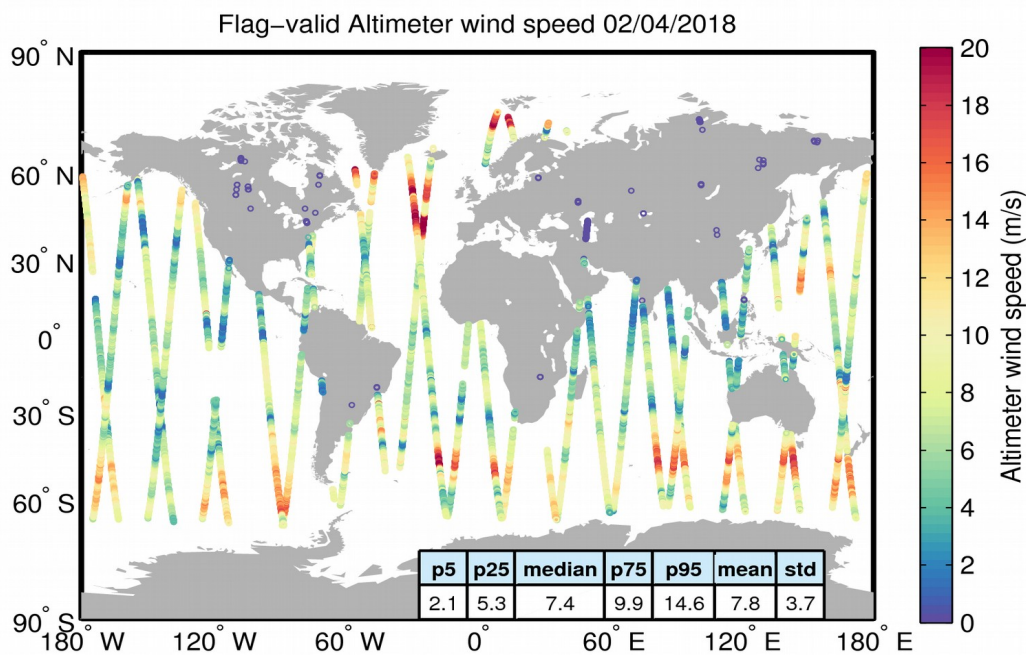 Flag−valid Altimeter wind speed 02/04/2018
90° N
60° N
30° N
0°
30° S
60° S
90° S
180° W
120° W
60° W
0°
60° E
120° E
180° E
p5 p25 median p75 p95 mean std
2.1 5.3 7.4 9.9 14.6 7.8 3.7
20
18
16
14
12
10
8
6
4
2
0
Altimeter wind speed (m/s)